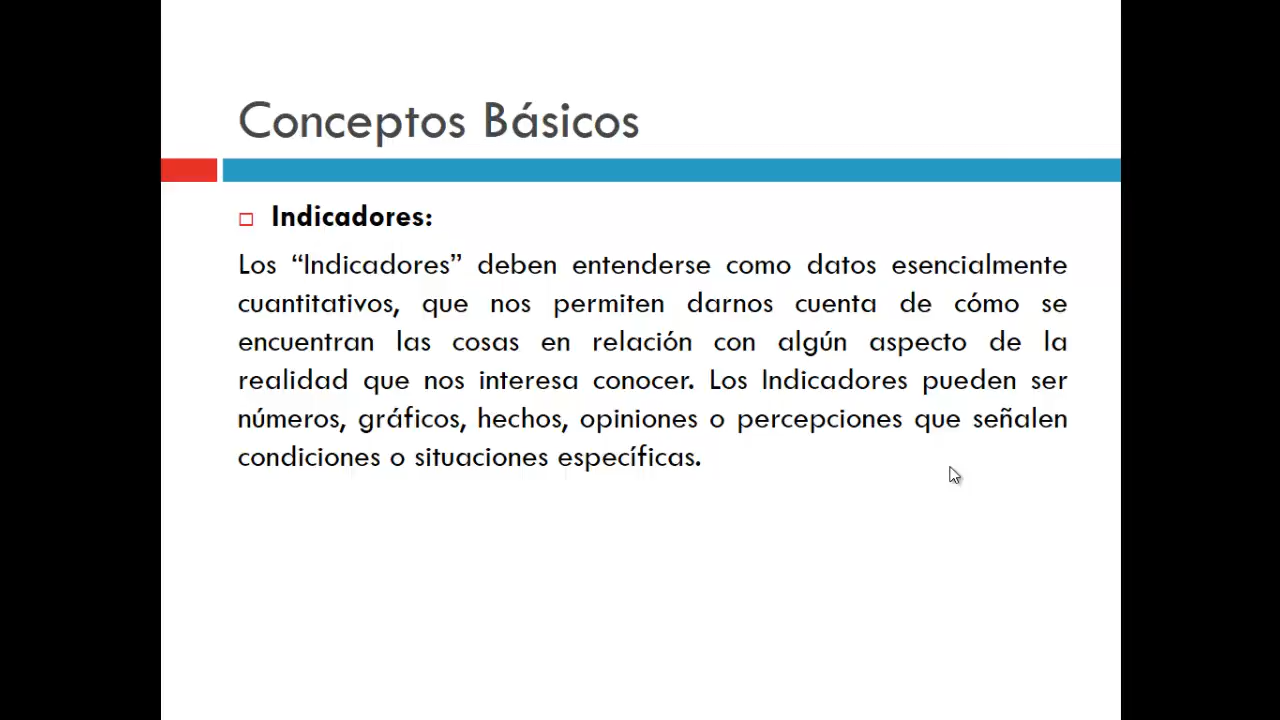 Conceptos Básicos
Indicadores:
Los “Indicadores” deben entenderse como datos esencialmente
cuantitativos, que nos permiten darnos cuenta de cómo se
encuentran las cosas en relación con algún aspecto de la
realidad que nos interesa conocer. Los Indicadores pueden ser
números, gráficos, hechos, opiniones o percepciones que señalen
condiciones o situaciones específicas.